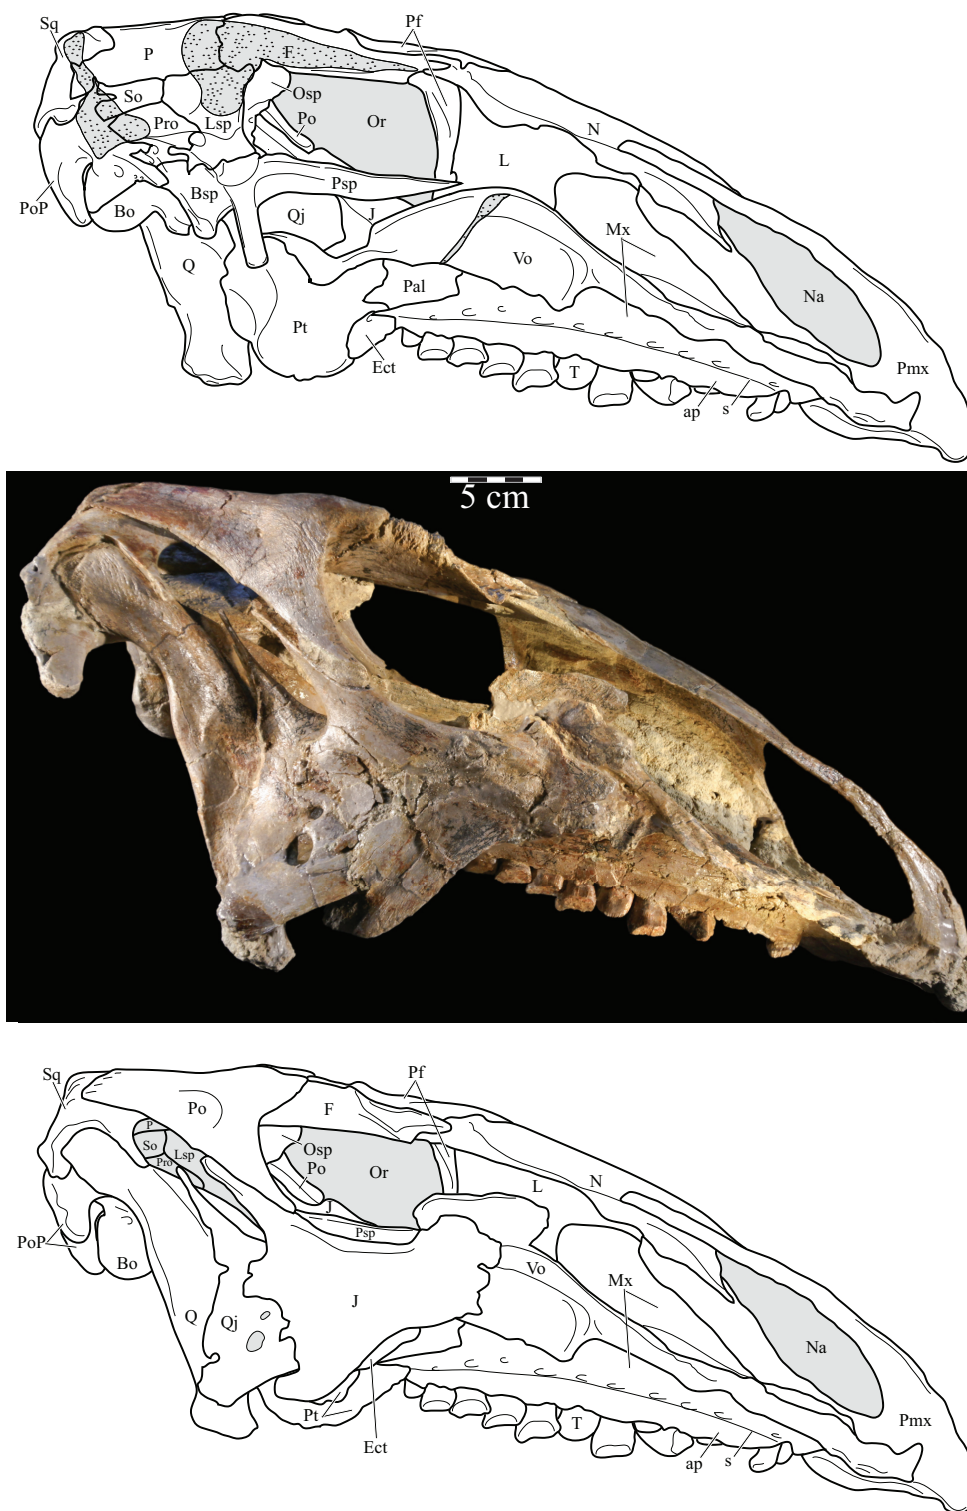 Sq
Pf
P
F
So
Osp
Po
Or
Pro
Lsp
N
L
PoP
Bo
Bsp
Psp
Qj
J
Mx
Q
Vo
Pal
Na
Pt
Ect
T
Pmx
ap
s
5 cm
Sq
Pf
Po
F
P
So
Lsp
Pro
Osp
Po
Or
J
L
N
Psp
PoP
Bo
Vo
Mx
J
Q
Qj
Na
Pt
Ect
T
Pmx
ap
s